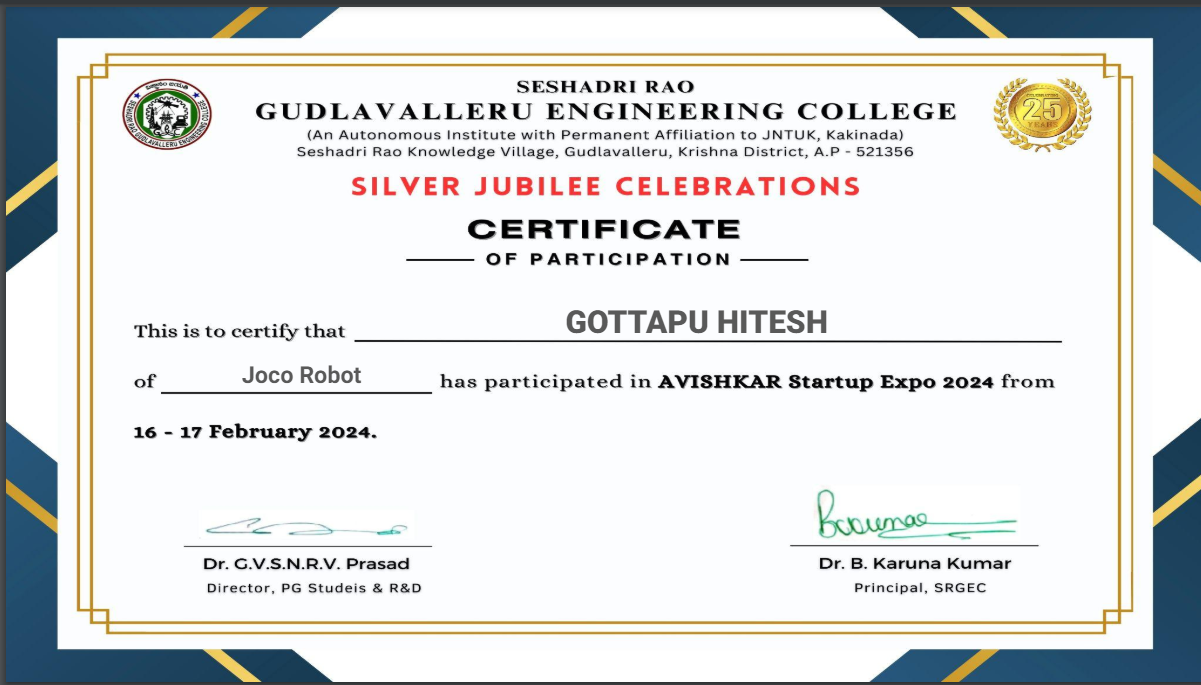 SESHADRI RAO
GUDLAVALLERU ENGINEERING COLLEGE
(An Autonomous Institute with Permanent Affiliation to JNTUK, Kakinada)
Seshadri Rao Knowledge Village, Gudlavalleru, Krishna District, A.P - 521356
CELEBRATING
25
YEARS
SILVER JUBILEE CELEBRATIONS
CERTIFICATE
OF PARTICIPATION
This is to certify that GOTTAPU HITESH
of Joco Robot has participated in AVISHKAR Startup Expo 2024 from
16 - 17 February 2024.
Dr. G.V.S.N.R.V. Prasad
Director, PG Studeis & R&D
Dr. B. Karuna Kumar
Principal, SRGEC